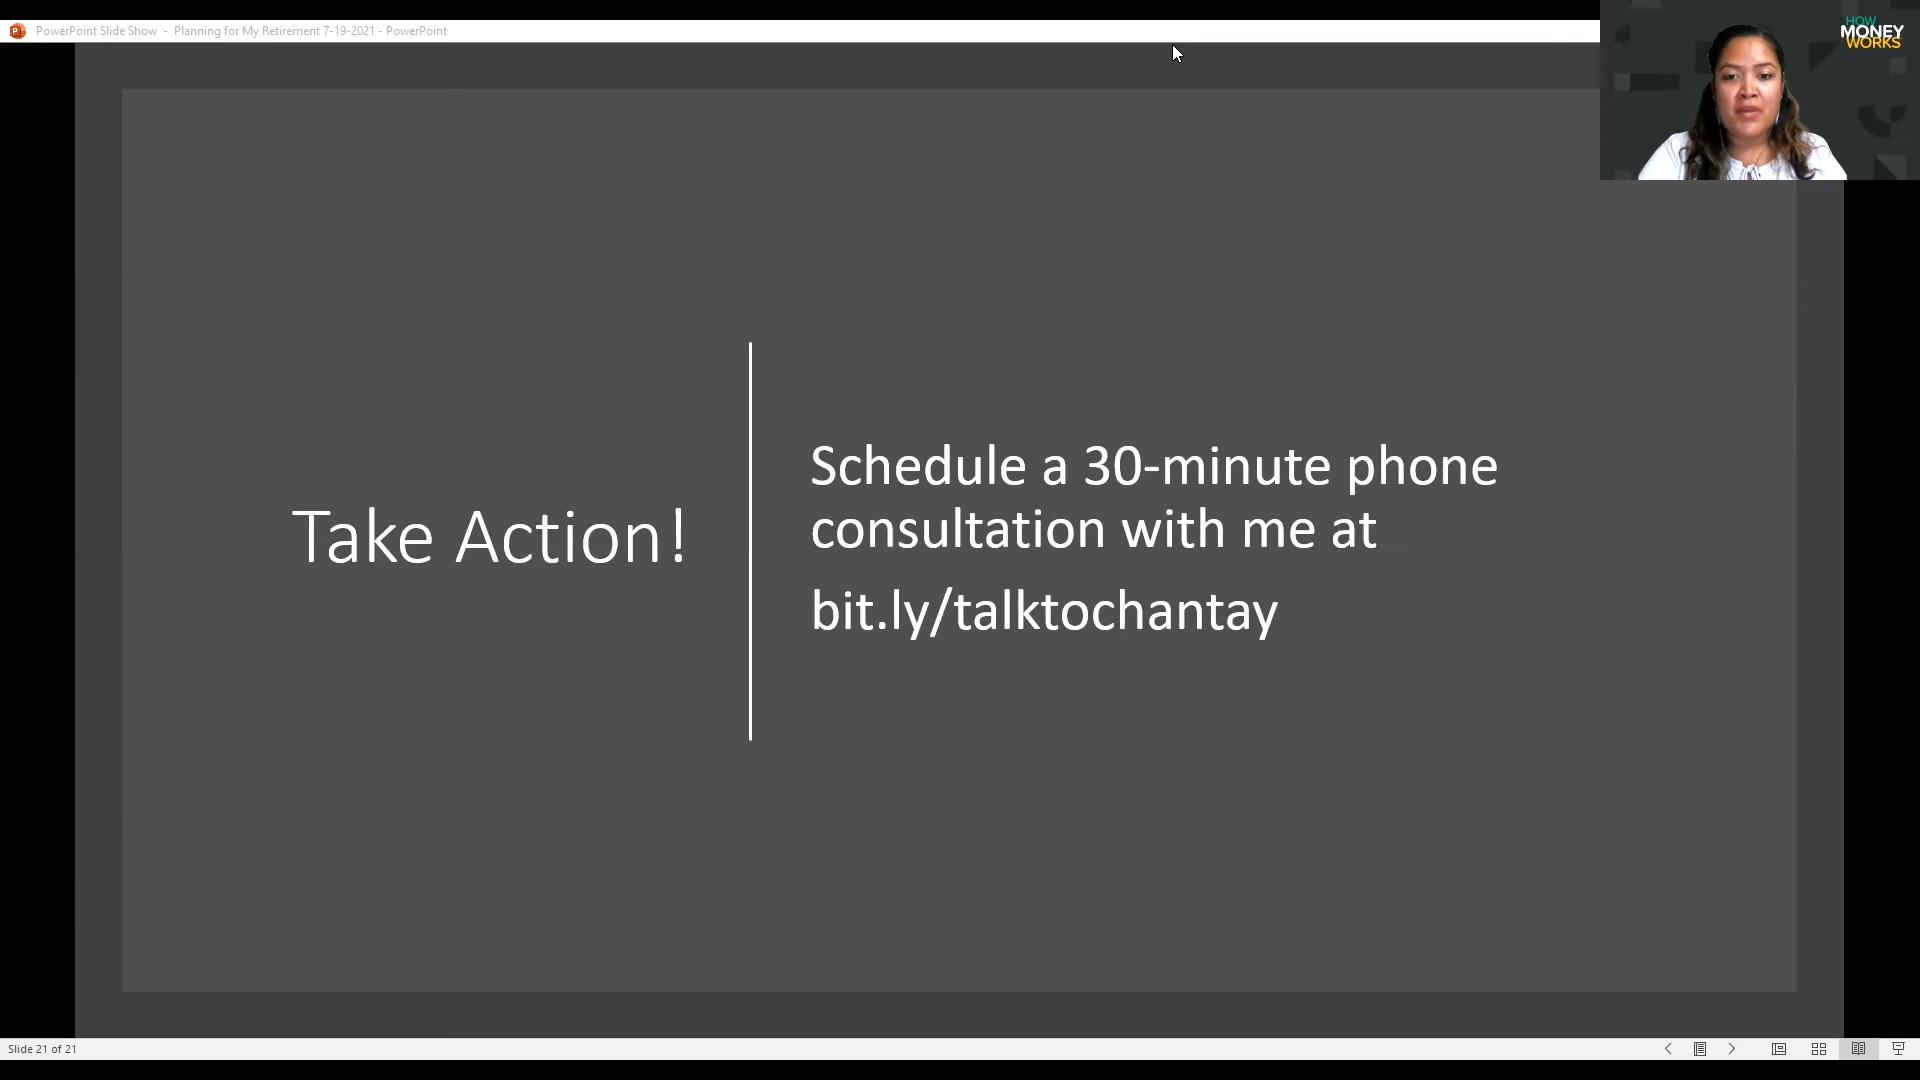 PowerPoint Slide Show - Planning for My Retirement 7-19-2021 - PowerPoint
HOW
MONEY
WORKS
Take Action!
Schedule a 30-minute phone
consultation with me at
bit.ly/talktochantay
Slide 21 of 21